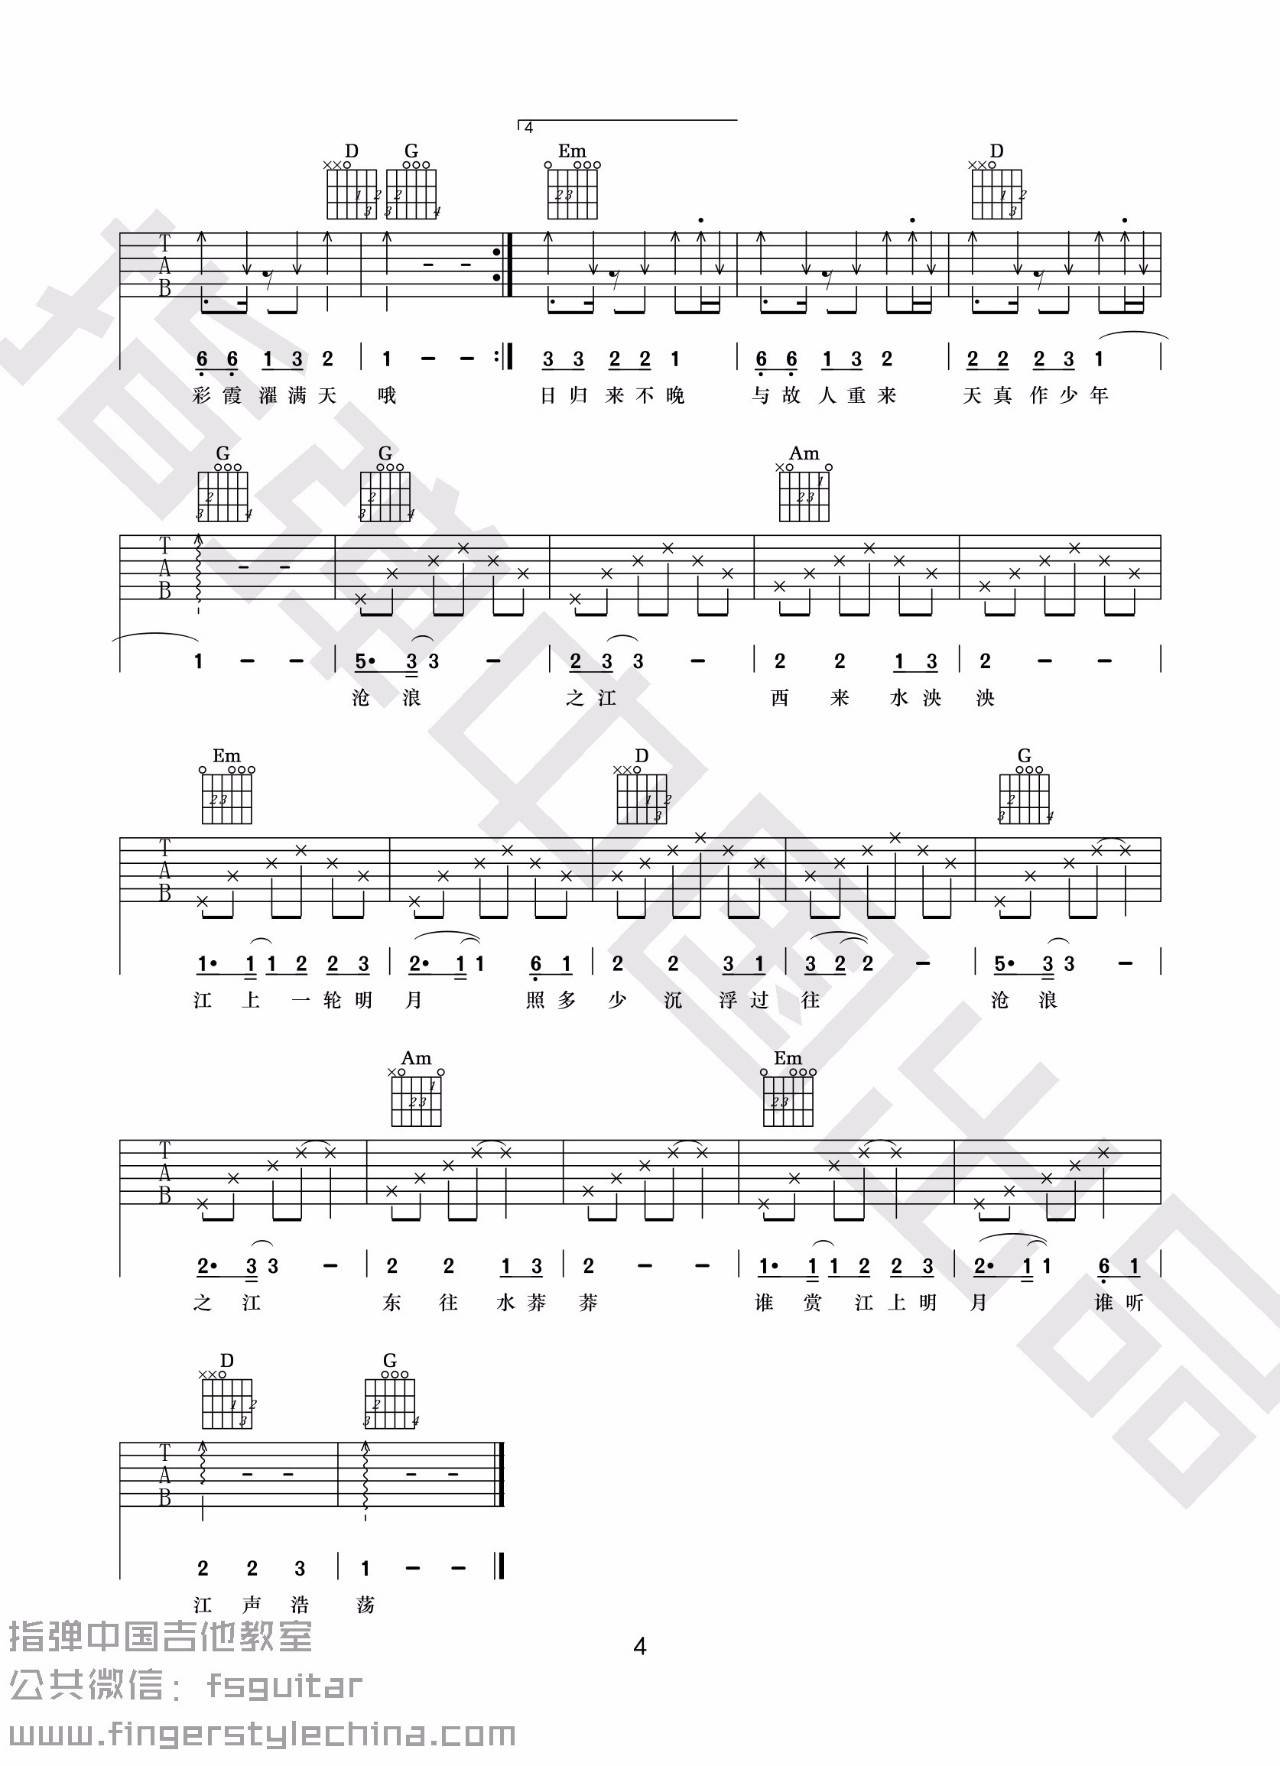 4
D G Em D
T
A
B
6 6 1 3 2 1 - - 3 3 2 2 1 6 6 1 3 2 2 2 2 3 1
彩霞濯满天 哦 日归来不晚 与故人重来 天真作少年
G G Am
T
A
B
1 - - 5· 3 3 - 2 3 3 - 2 2 1 3 2 - -
沧浪 之江 西来水泱泱
Em D G
T
A
B
1· 1 1 2 2 3 2· 1 1 6 1 2 2 3 1 3 2 2 - 5· 3 3 -
江上一轮明月 照多少沉浮过往 沧浪
Am Em
T
A
B
2· 3 3 - 2 2 1 3 2 - - 1· 1 1 2 2 3 2· 1 1 6 1
之江 东往水莽莽 谁赏江上明月 谁听
D G
T
A
B
2 2 3 1 - -
江声浩荡
指弹中国吉他教室
公共微信：fsguitar
www.fingerstylechina.com
4
指弹中国出品